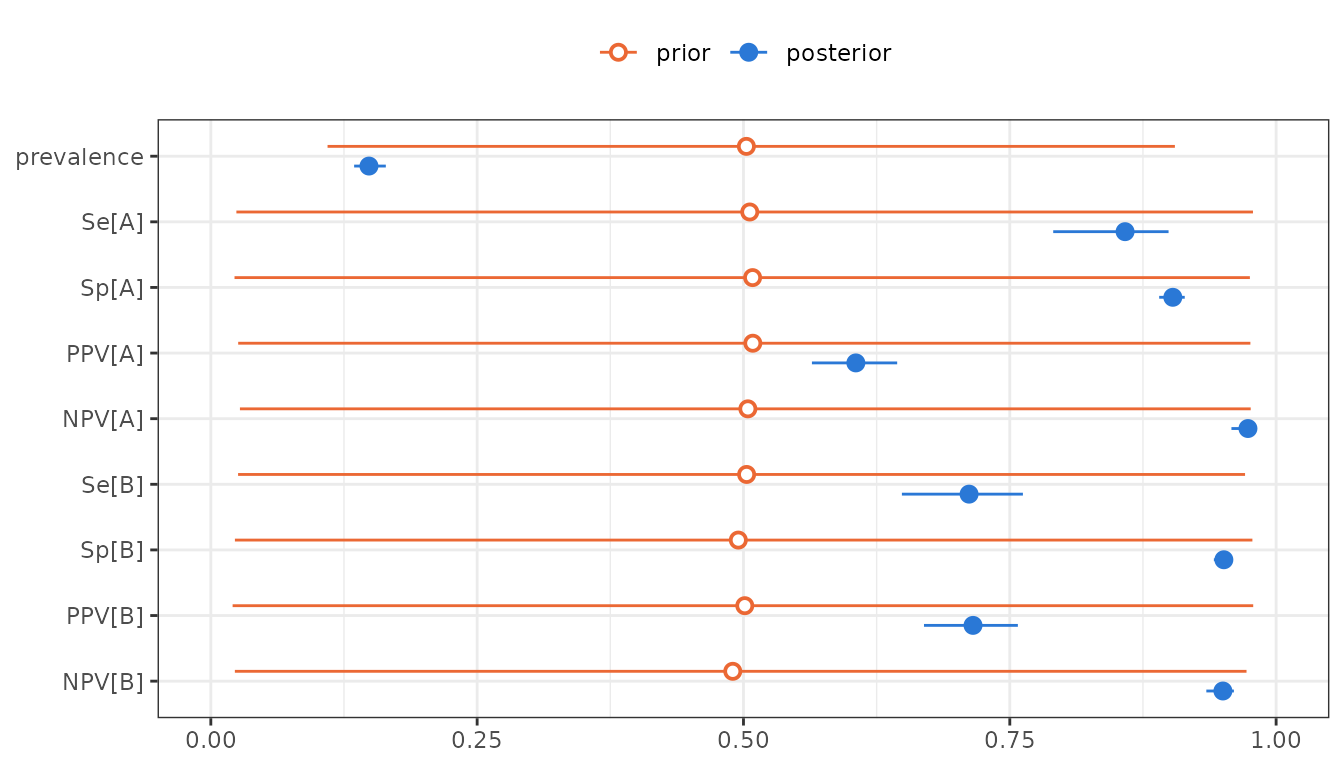 prior posterior
prevalence
Se[A]
Sp[A]
PPV[A]
NPV[A]
Se[B]
Sp[B]
PPV[B]
NPV[B]
0.00 0.25 0.50 0.75 1.00